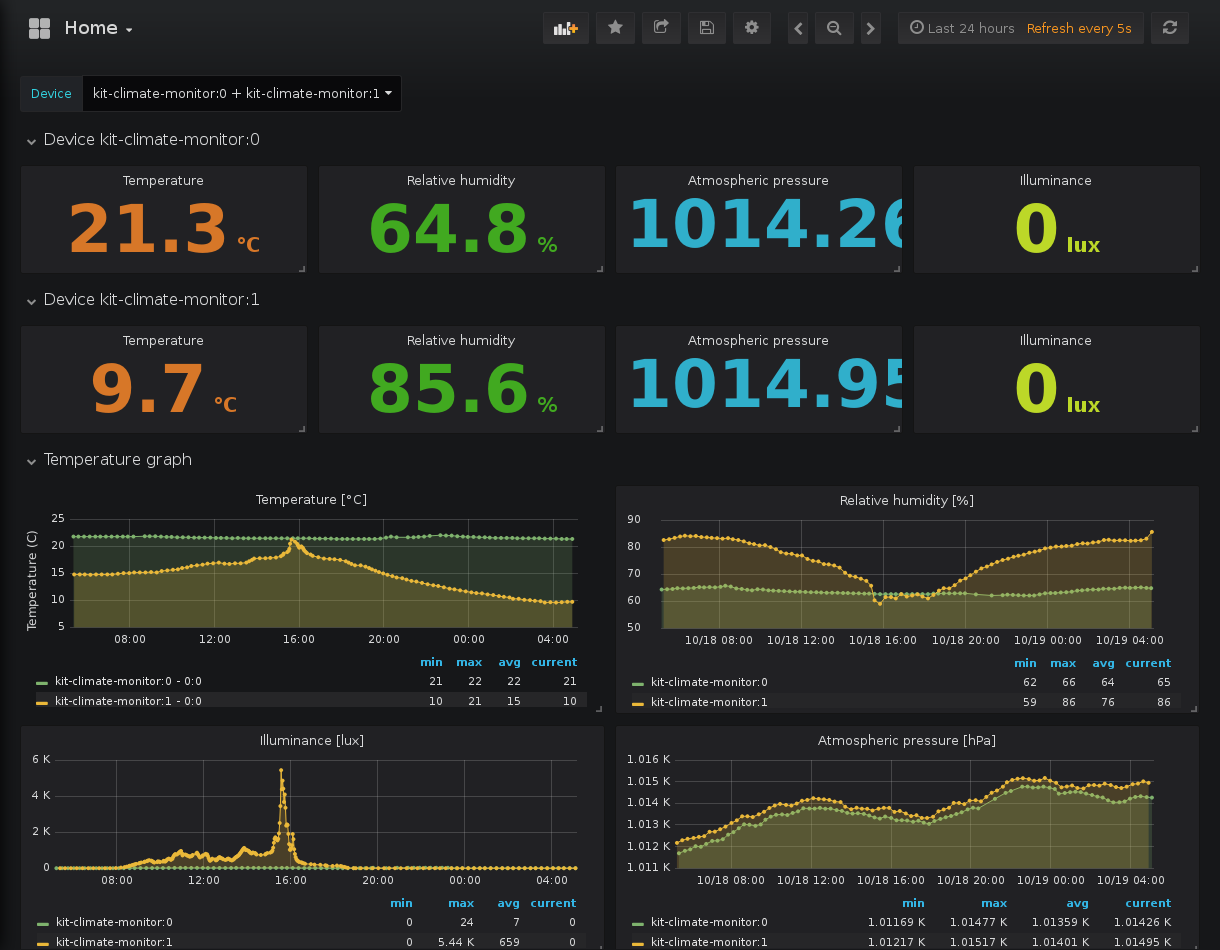 Home
Last 24 hours Refresh every 5s
Device kit-climate-monitor:0 + kit-climate-monitor:1
Device kit-climate-monitor:0
Temperature Relative humidity Atmospheric pressure Illuminance
21.3 °C 64.8 % 1014.26 0 lux
Device kit-climate-monitor:1
Temperature Relative humidity Atmospheric pressure Illuminance
9.7 °C 85.6 % 1014.95 0 lux
Temperature graph
Temperature [°C]
Temperature (C)
25
20
15
10
5
08:00 12:00 16:00 20:00 00:00 04:00
min max avg current
kit-climate-monitor:0 - 0:0 21 22 22 21
kit-climate-monitor:1 - 0:0 10 21 15 10
Relative humidity [%]
90
80
70
60
50
10/18 08:00 10/18 12:00 10/18 16:00 10/18 20:00 10/19 00:00 10/19 04:00
min max avg current
kit-climate-monitor:0 62 66 64 65
kit-climate-monitor:1 59 86 76 86
Illuminance [lux]
6 K
4 K
2 K
0
08:00 12:00 16:00 20:00 00:00 04:00
min max avg current
kit-climate-monitor:0 0 24 7 0
kit-climate-monitor:1 0 5.44 K 659 0
Atmospheric pressure [hPa]
1.016 K
1.015 K
1.014 K
1.013 K
1.012 K
1.011 K
10/18 08:00 10/18 12:00 10/18 16:00 10/18 20:00 10/19 00:00 10/19 04:00
min max avg current
kit-climate-monitor:0 1.01169 K 1.01477 K 1.01359 K 1.01426 K
kit-climate-monitor:1 1.01217 K 1.01517 K 1.01401 K 1.01495 K